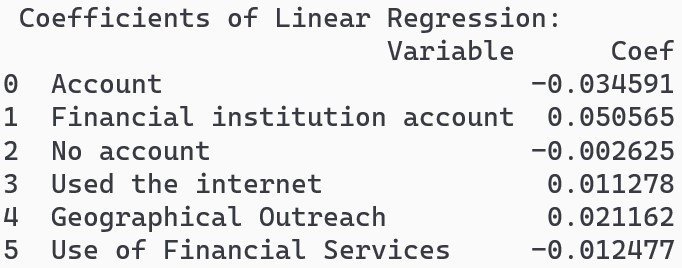 Coefficients of Linear Regression:
Variable Coef
0 Account -0.034591
1 Financial institution account 0.050565
2 No account -0.002625
3 Used the internet 0.011278
4 Geographical Outreach 0.021162
5 Use of Financial Services -0.012477